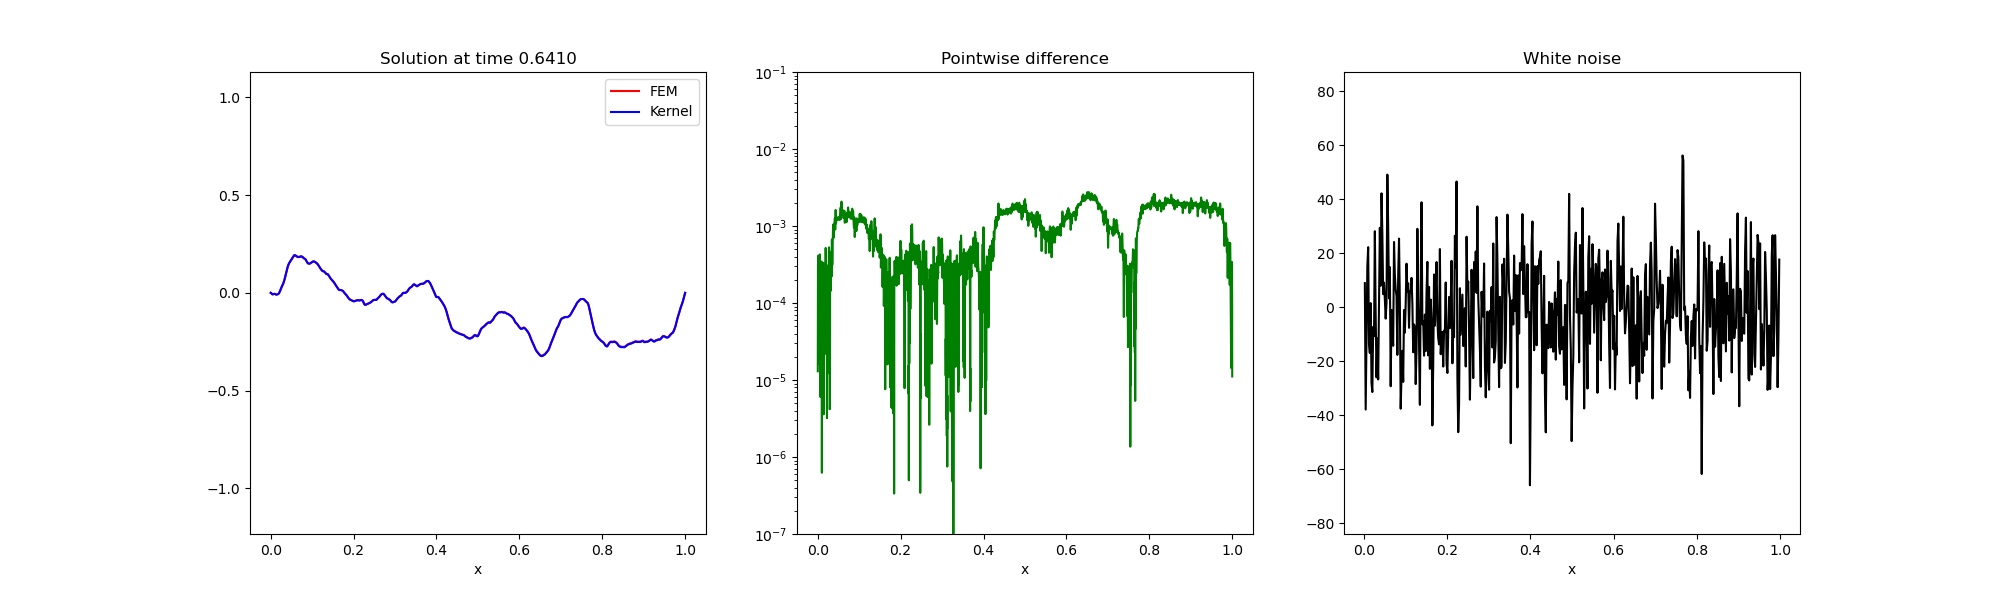 Solution at time 0.6410
1.0
0.5
0.0
−0.5
−1.0
0.0 0.2 0.4 0.6 0.8 1.0
x
FEM
Kernel
Pointwise difference
10⁻¹
10⁻²
10⁻³
10⁻⁴
10⁻⁵
10⁻⁶
10⁻⁷
0.0 0.2 0.4 0.6 0.8 1.0
x
White noise
80
60
40
20
0
−20
−40
−60
−80
0.0 0.2 0.4 0.6 0.8 1.0
x